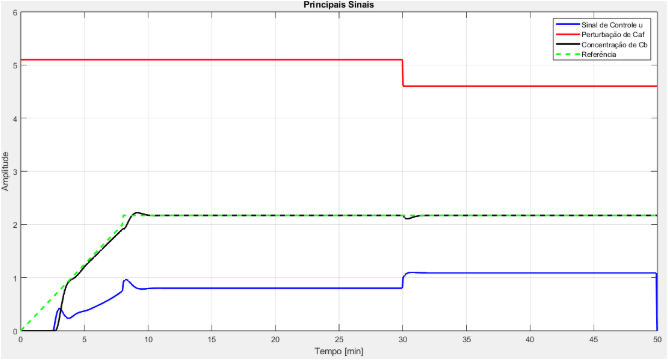 Principais Sinais
Sinal de Controle u
Perturbação de Caf
Concentração de Cb
Referência
Amplitude
6
5
4
3
2
1
0
0 5 10 15 20 25 30 35 40 45 50
Tempo [min]